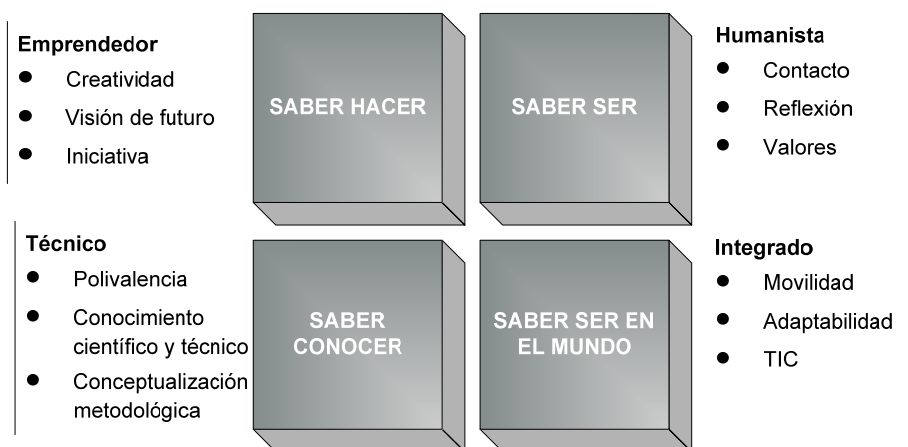 Emprendedor
● Creatividad
● Visión de futuro
● Iniciativa
SABER HACER
SABER SER
Humanista
● Contacto
● Reflexión
● Valores
Técnico
● Polivalencia
● Conocimiento
científico y técnico
● Conceptualización
metodológica
SABER
CONOCER
SABER SER EN
EL MUNDO
Integrado
● Movilidad
● Adaptabilidad
● TIC